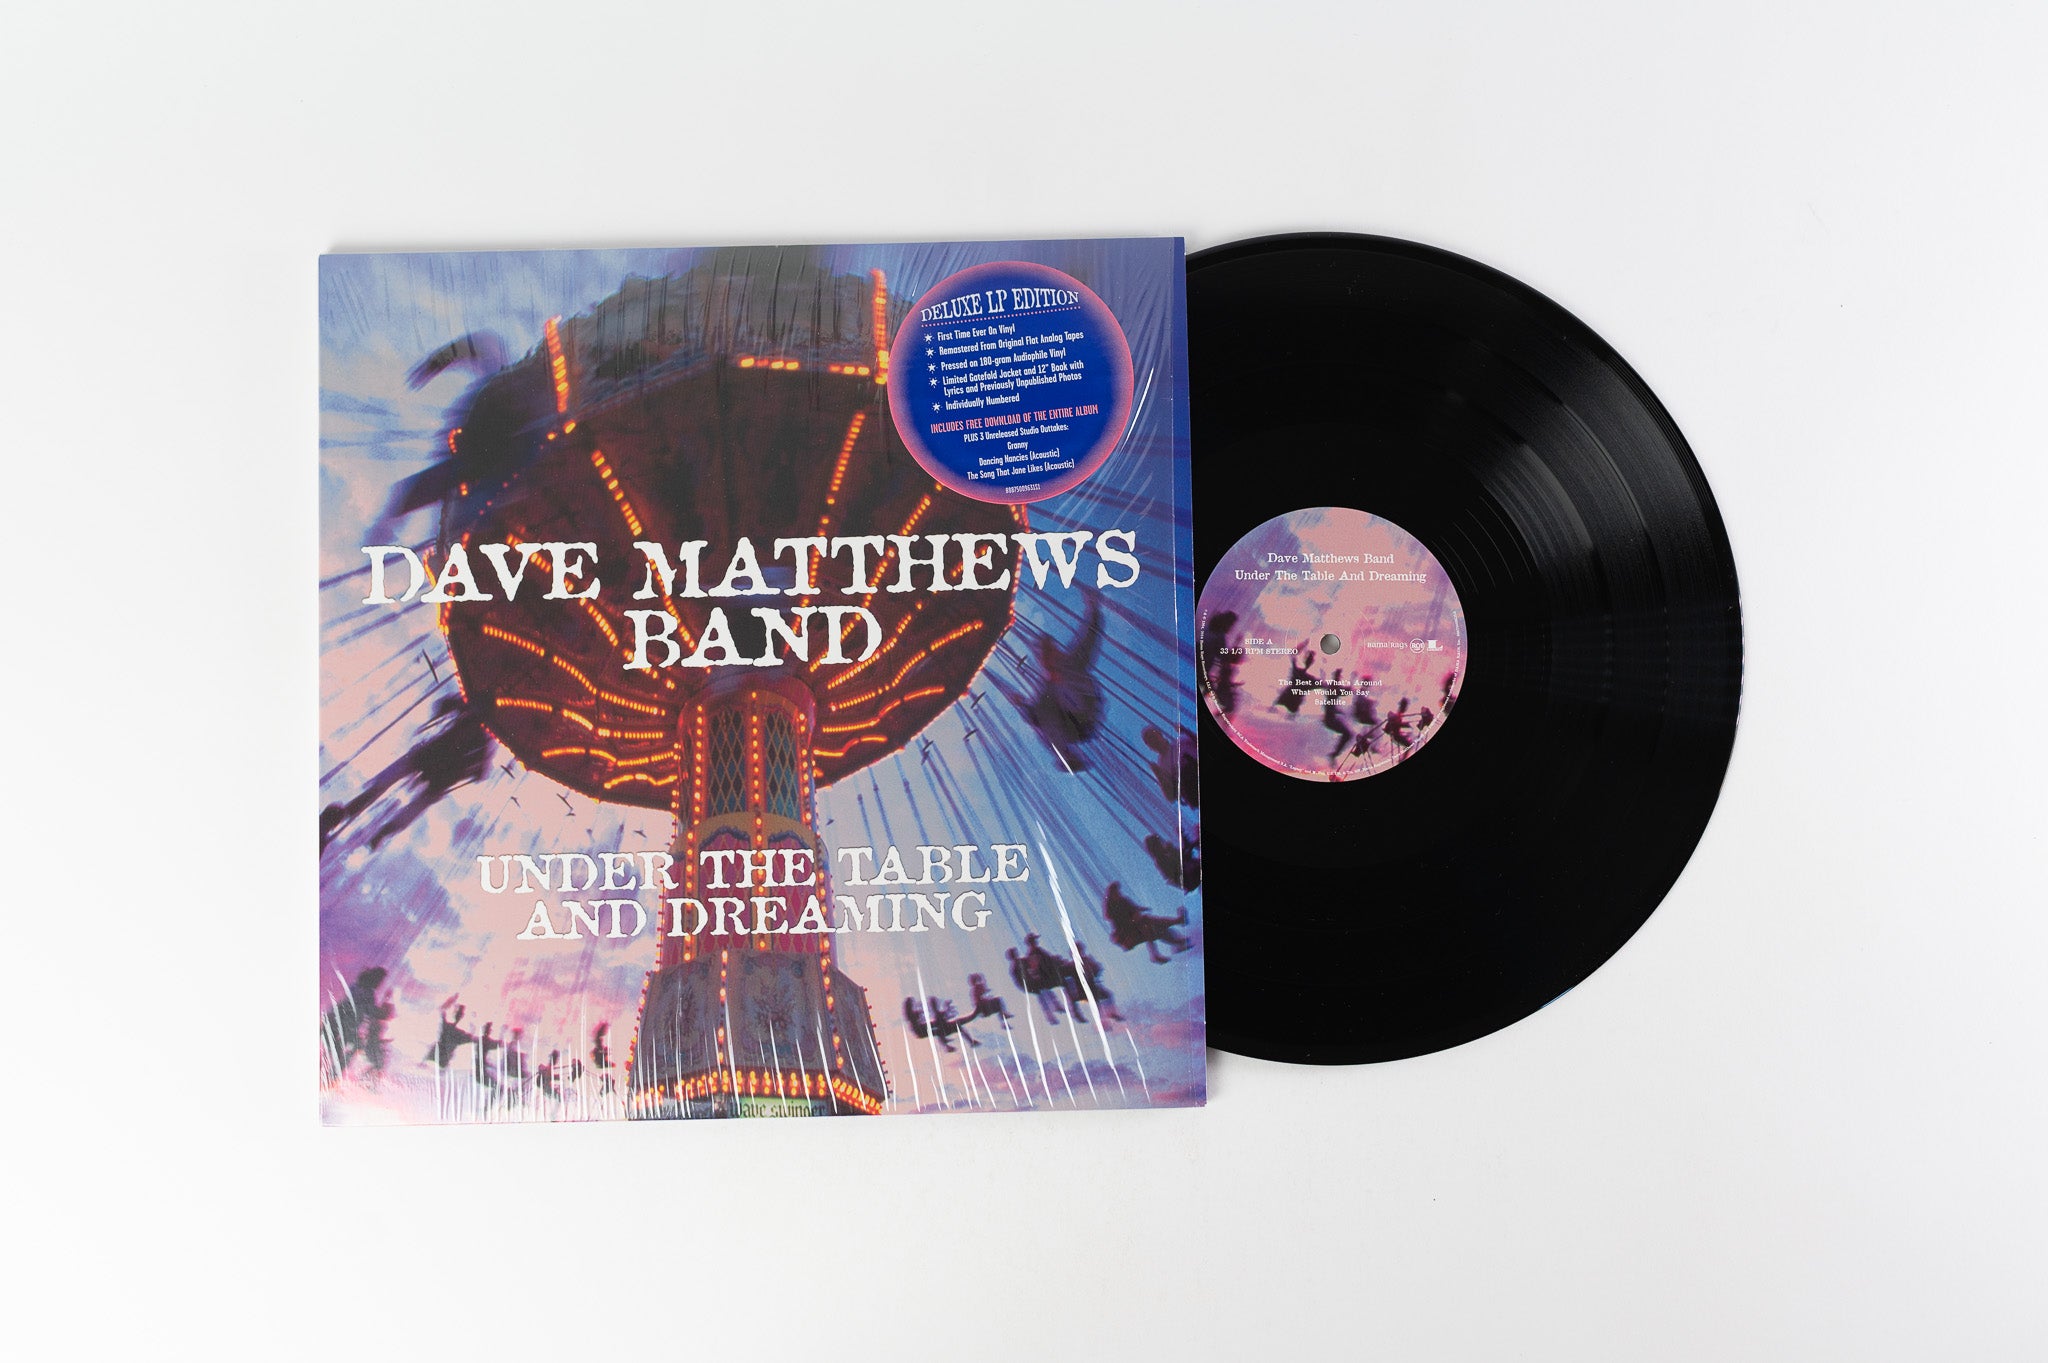 DELUXE LP EDITION
★ First Time Ever On Vinyl
★ Remastered From Original Flat Analog Tapes
★ Pressed on 180-gram Audiophile Vinyl
★ Limited Gatefold Jacket and 12" Book with
Lyrics and Previously Unpublished Photos
★ Individually Numbered
INCLUDES FREE DOWNLOAD OF THE ENTIRE ALBUM
PLUS 3 Unreleased Studio Outtakes:
Granny
Dancing Nancies (Acoustic)
The Song That Jane Likes (Acoustic)
DAVE MATTHEWS
BAND
UNDER THE TABLE
AND DREAMING
wave swinger
Dave Matthews Band
Under The Table And Dreaming
SIDE A
33 1/3 RPM STEREO
Bama Rags RCA L
The Best of What's Around
What Would You Say
Satellite